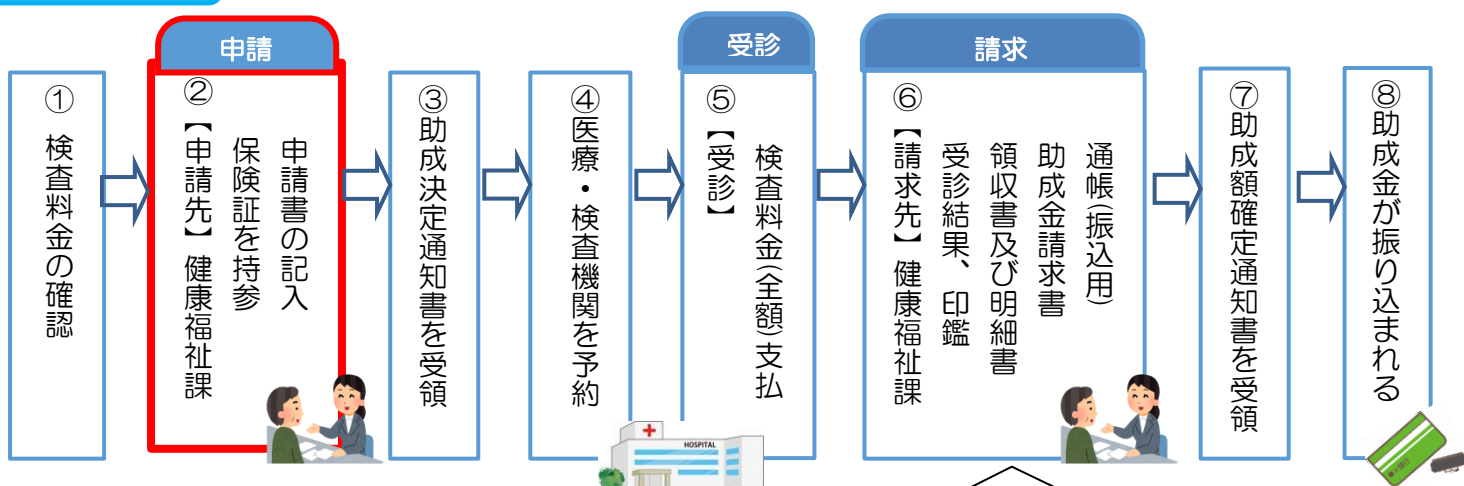 ① 検査料金の確認
申請
②【申請先】健康福祉課
保険証を持参
申請書の記入
③助成決定通知書を受領
④医療・検査機関を予約
HOSPITAL
受診
⑤【受診】
検査料金(全額)支払
請求
⑥【請求先】健康福祉課
受診結果、印鑑
領収書及び明細書
助成金請求書
通帳(振込用)
⑦助成額確定通知書を受領
⑧助成金が振り込まれる